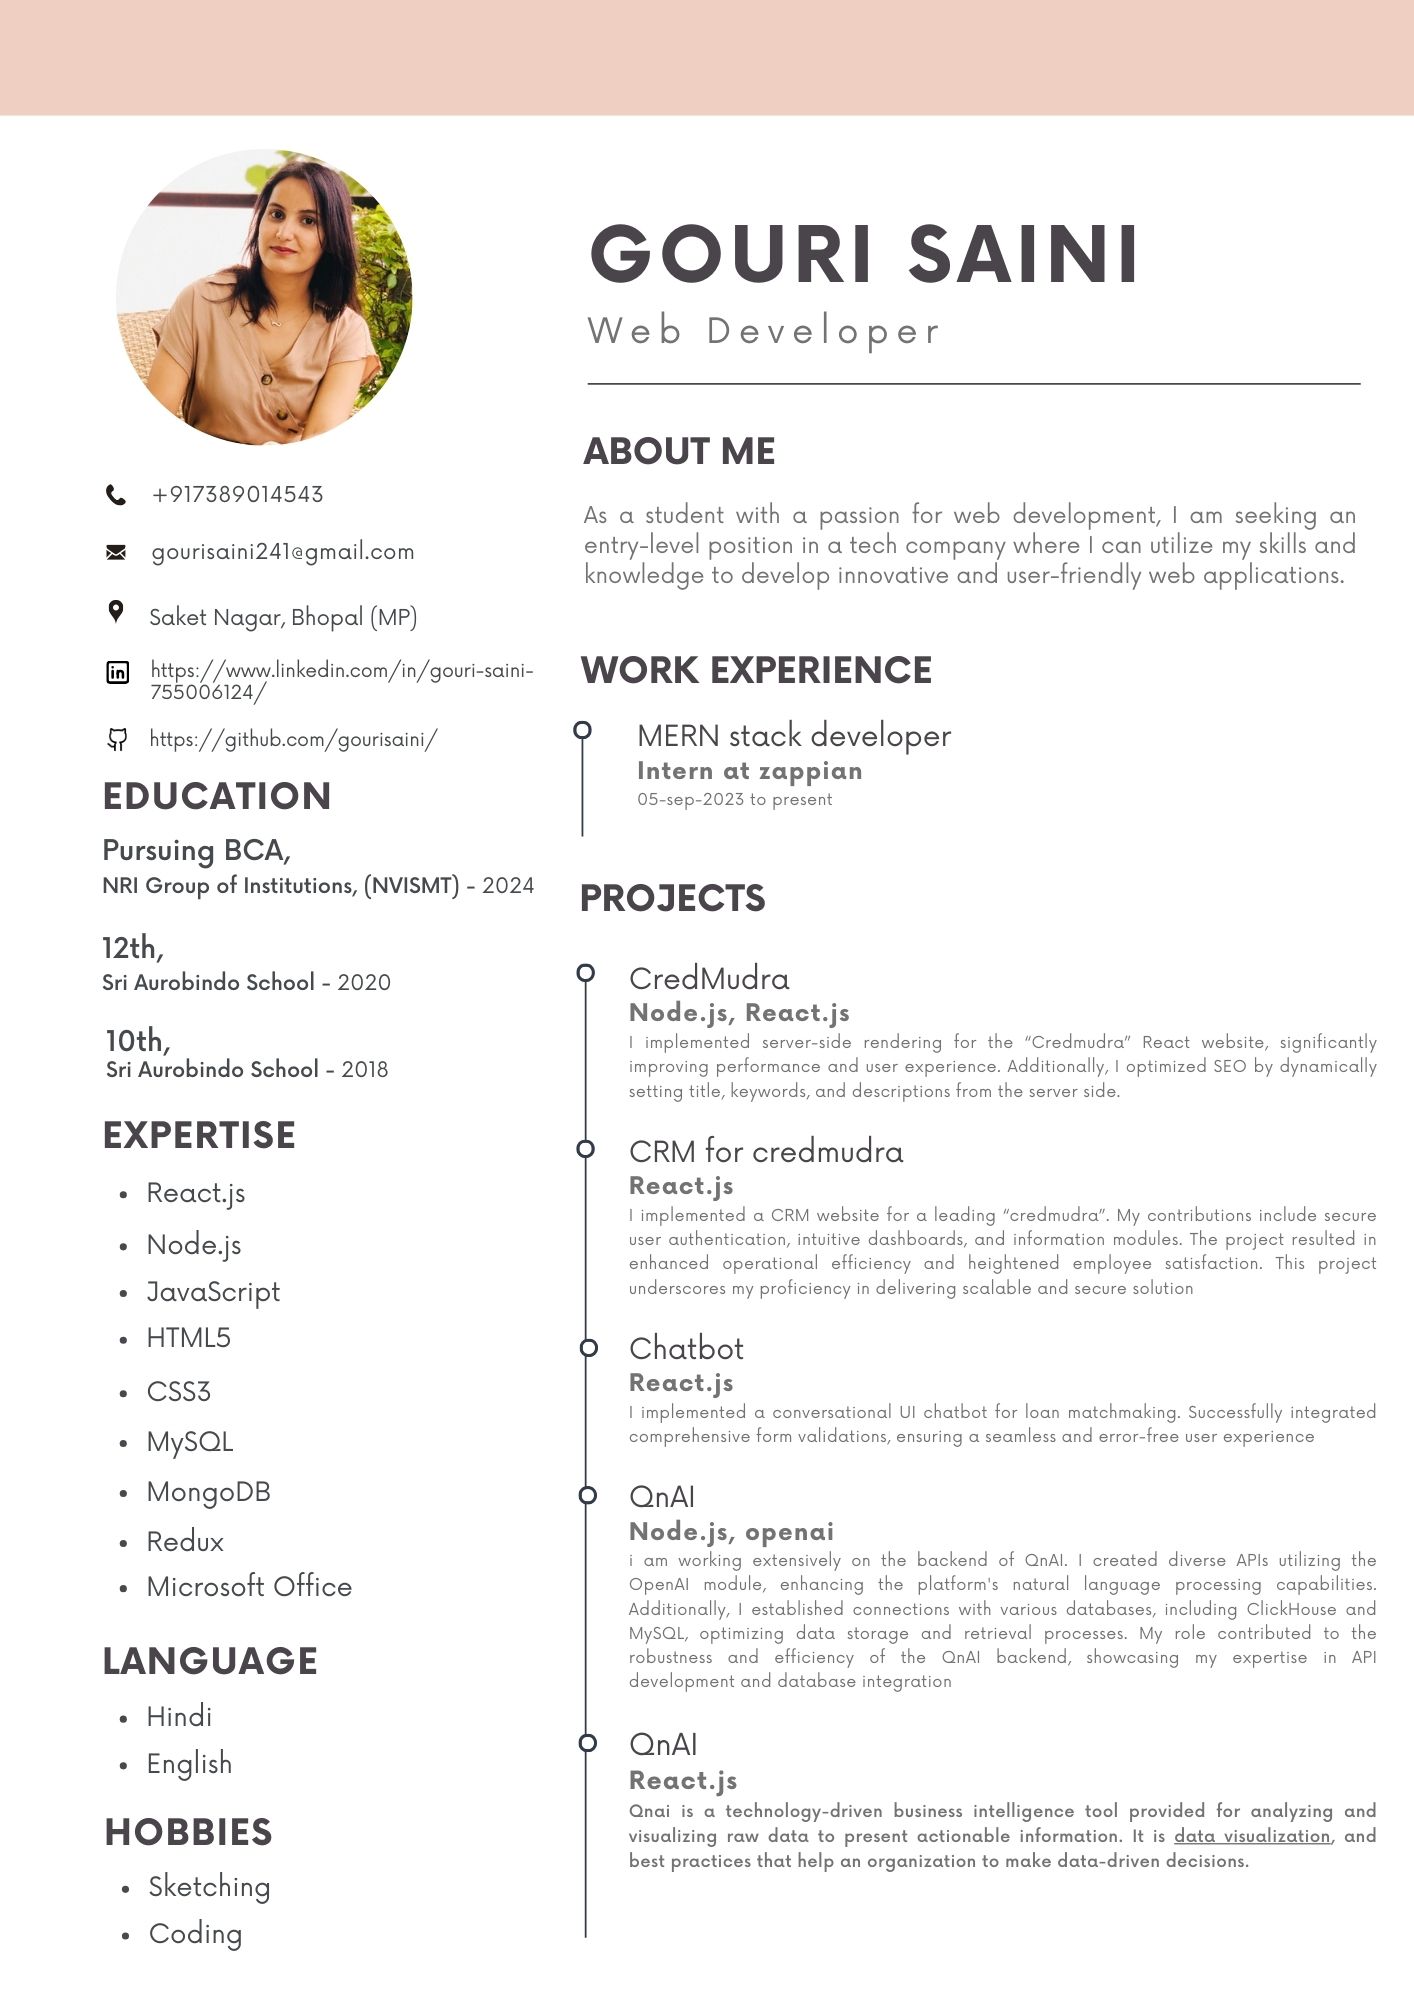 GOURI SAINI
Web Developer
+917389014543
gourisaini241@gmail.com
Saket Nagar, Bhopal (MP)
https://www.linkedin.com/in/gouri-saini-
755006124/
https://github.com/gourisaini/
EDUCATION
Pursuing BCA,
NRI Group of Institutions, (NVISMT) - 2024
12th,
Sri Aurobindo School - 2020
10th,
Sri Aurobindo School - 2018
EXPERTISE
• React.js
• Node.js
• JavaScript
• HTML5
• CSS3
• MySQL
• MongoDB
• Redux
• Microsoft Office
LANGUAGE
• Hindi
• English
HOBBIES
• Sketching
• Coding
ABOUT ME
As a student with a passion for web development, I am seeking an
entry-level position in a tech company where I can utilize my skills and
knowledge to develop innovative and user-friendly web applications.
WORK EXPERIENCE
MERN stack developer
Intern at zappian
05-sep-2023 to present
PROJECTS
CredMudra
Node.js, React.js
I implemented server-side rendering for the “Credmudra” React website, significantly
improving performance and user experience. Additionally, I optimized SEO by dynamically
setting title, keywords, and descriptions from the server side.
CRM for credmudra
React.js
I implemented a CRM website for a leading “credmudra”. My contributions include secure
user authentication, intuitive dashboards, and information modules. The project resulted in
enhanced operational efficiency and heightened employee satisfaction. This project
underscores my proficiency in delivering scalable and secure solution
Chatbot
React.js
I implemented a conversational UI chatbot for loan matchmaking. Successfully integrated
comprehensive form validations, ensuring a seamless and error-free user experience
QnAI
Node.js, openai
i am working extensively on the backend of QnAI. I created diverse APIs utilizing the
OpenAI module, enhancing the platform's natural language processing capabilities.
Additionally, I established connections with various databases, including ClickHouse and
MySQL, optimizing data storage and retrieval processes. My role contributed to the
robustness and efficiency of the QnAI backend, showcasing my expertise in API
development and database integration
QnAI
React.js
Qnai is a technology-driven business intelligence tool provided for analyzing and
visualizing raw data to present actionable information. It is data visualization, and
best practices that help an organization to make data-driven decisions.